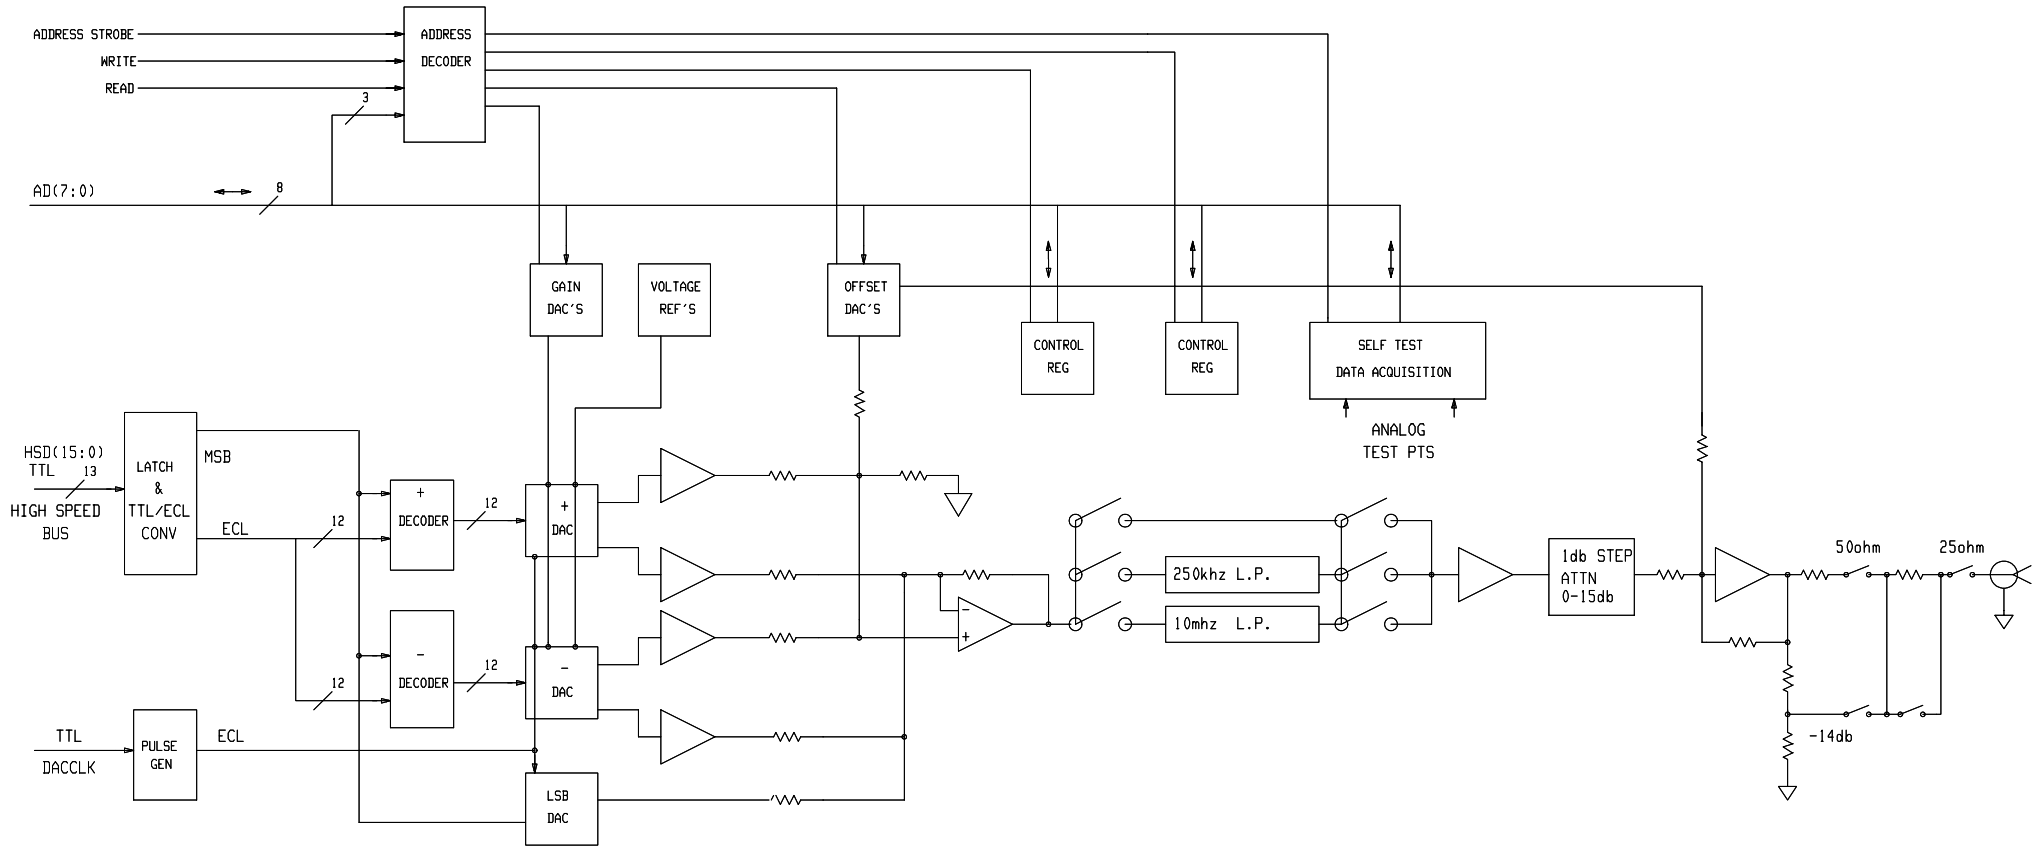 ADDRESS STROBE
WRITE
READ
3
ADDRESS
DECODER
AD(7:0)
8
GAIN
DAC'S
VOLTAGE
REF'S
OFFSET
DAC'S
CONTROL
REG
CONTROL
REG
SELF TEST
DATA ACQUISITION
ANALOG
TEST PTS
HSD(15:0)
TTL
13
HIGH SPEED
BUS
LATCH
&
TTL/ECL
CONV
MSB
ECL
12
12
+
DECODER
12
+
DAC
-
DECODER
12
-
DAC
TTL
DACCLK
PULSE
GEN
ECL
LSB
DAC
-
+
250khz L.P.
10mhz L.P.
1db STEP
ATTN
0-15db
50ohm
25ohm
-14db